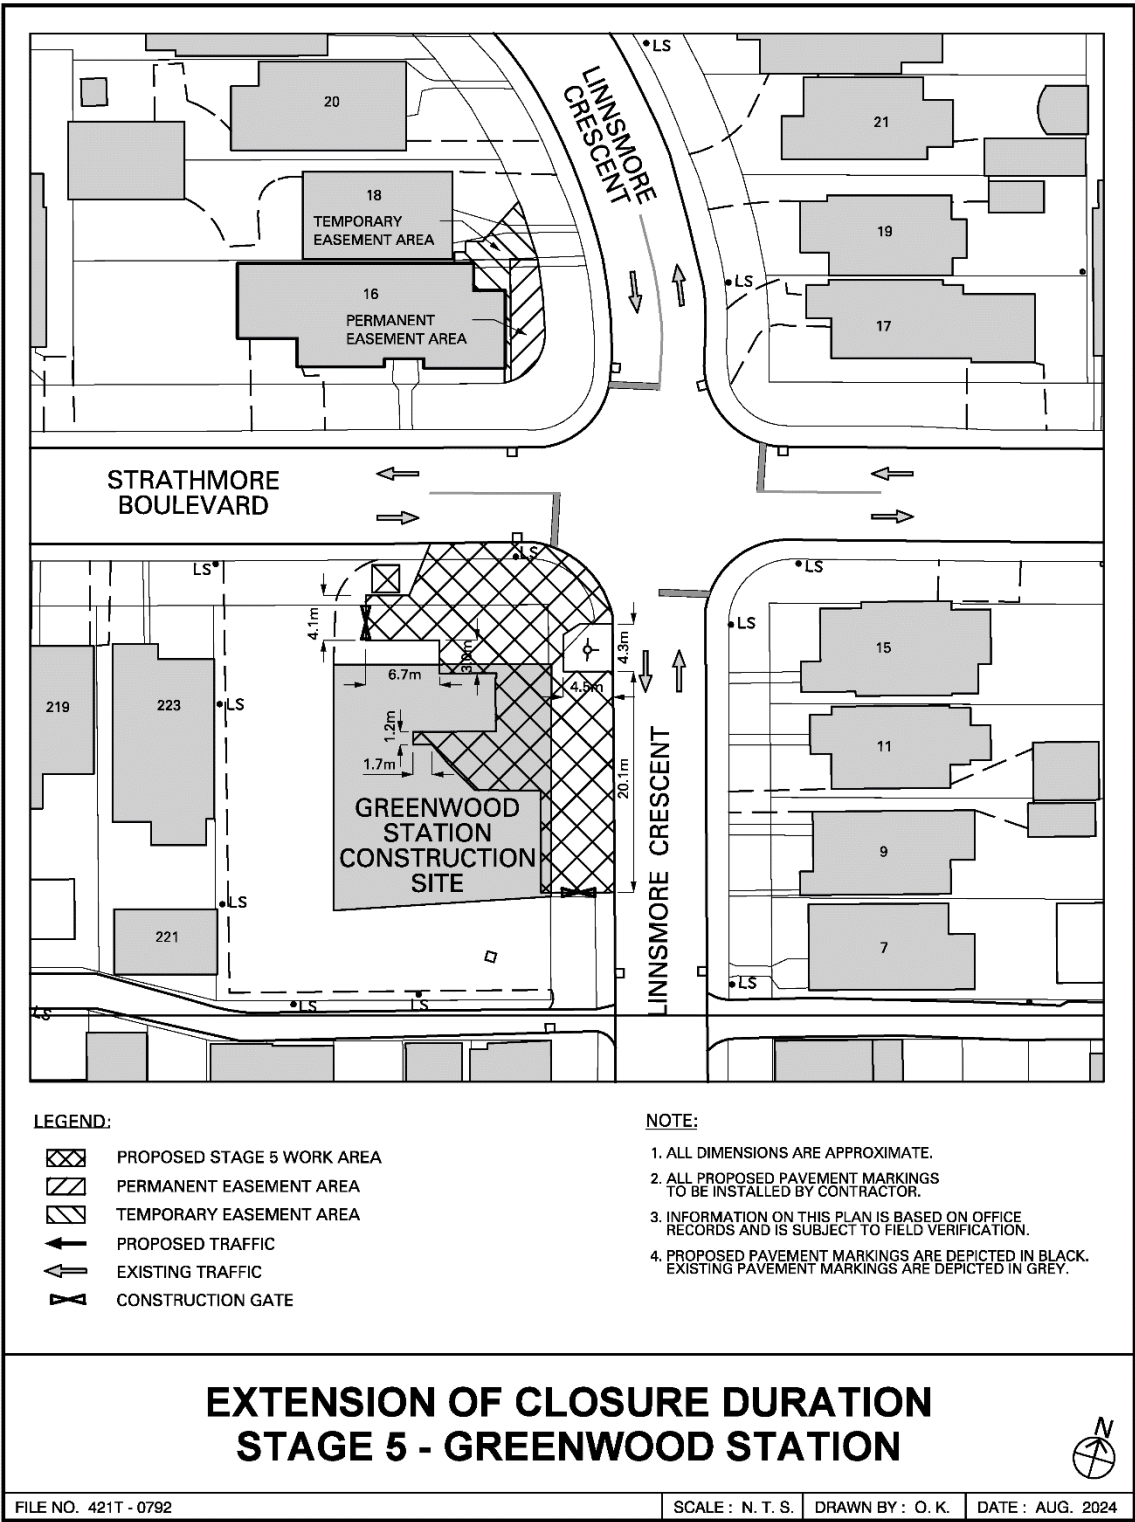 LINNSMORE
CRESCENT
LS
20
21
18
TEMPORARY
EASEMENT AREA
19
16
LS
PERMANENT
EASEMENT AREA
17
STRATHMORE
BOULEVARD
LS
LS
LS
4.1m
LS
15
3.0m
4.3m
6.7m
4.5m
219
223
LS
1.2m
11
1.7m
20.1m
GREENWOOD
STATION
CONSTRUCTION
SITE
LINNSMORE CRESCENT
9
LS
221
7
LS
LS
LS
LS
LEGEND:
PROPOSED STAGE 5 WORK AREA
PERMANENT EASEMENT AREA
TEMPORARY EASEMENT AREA
PROPOSED TRAFFIC
EXISTING TRAFFIC
CONSTRUCTION GATE
NOTE:
1. ALL DIMENSIONS ARE APPROXIMATE.
2. ALL PROPOSED PAVEMENT MARKINGS
TO BE INSTALLED BY CONTRACTOR.
3. INFORMATION ON THIS PLAN IS BASED ON OFFICE
RECORDS AND IS SUBJECT TO FIELD VERIFICATION.
4. PROPOSED PAVEMENT MARKINGS ARE DEPICTED IN BLACK.
EXISTING PAVEMENT MARKINGS ARE DEPICTED IN GREY.
EXTENSION OF CLOSURE DURATION
STAGE 5 - GREENWOOD STATION
N
FILE NO. 421T - 0792
SCALE : N. T. S.
DRAWN BY : O. K.
DATE : AUG. 2024